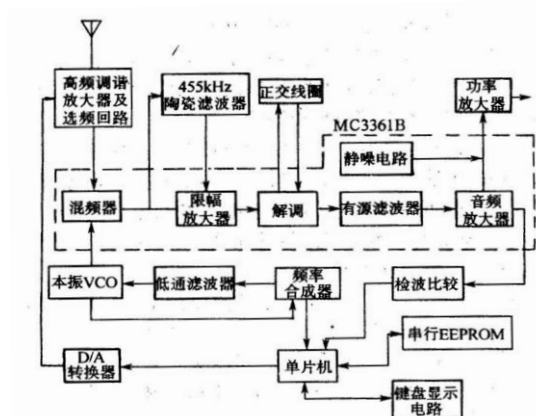 高频调谐
放大器及
选频回路
455kHz
陶瓷滤波器
正交线圈
功率
放大器
MC3361B
静噪电路
混频器
限幅
放大器
解调
有源滤波器
音频
放大器
本振VCO
低通滤波器
频率
合成器
检波比较
串行EEPROM
D/A
转换器
单片机
键盘显示
电路